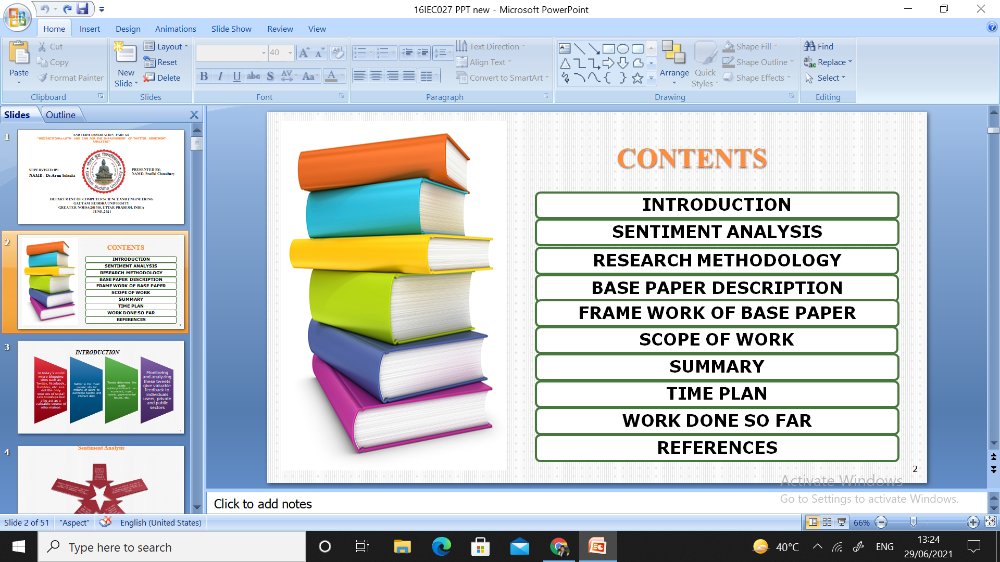 16IEC027 PPT new - Microsoft PowerPoint
Home Insert Design Animations Slide Show Review View
Paste
Cut
Copy
Format Painter
Clipboard
New Slide
Layout
Reset
Delete
Slides
40
B I U abc S AV Aa A
Font
Text Direction
Align Text
Convert to SmartArt
Paragraph
Arrange
Quick Styles
Shape Fill
Shape Outline
Shape Effects
Drawing
Find
Replace
Select
Editing
Slides Outline
1
END TERM DISSERTATION PART (2)
"BIDIRECTIONAL-LSTM AND CNN FOR THE IMPROVEMENT OF TWITTER SENTIMENT
ANALYSIS"
गौतम बुद्ध विश्वविद्यालय
Gautam Buddha University
SUPERVISED BY:
NAME : Dr.Arun Solanki
PRESENTED BY:
NAME: Prafful Choudhary
DEPARTMENT OF COMPUTER SCIENCE AND ENGINEERING
GAUTAM BUDDHA UNIVERSITY
GREATER NOIDA-201310, UTTAR PRADESH, INDIA
JUNE,2021
2
CONTENTS
INTRODUCTION
SENTIMENT ANALYSIS
RESEARCH METHODOLOGY
BASE PAPER DESCRIPTION
FRAME WORK OF BASE PAPER
SCOPE OF WORK
SUMMARY
TIME PLAN
WORK DONE SO FAR
REFERENCES
3
INTRODUCTION
In today's world
micro blogging
sites such as
Twitter, Facebook,
Tumbler, etc. are
not the only
sources of social
relationships but
also act as a
valuable source of
information
Twitter is the most
popular site for
millions of users to
exchange tweets and
interact daily
Tweets determine the
public
opinion/sentiment on
a product, topic,
event, governmental
issues, etc.
Monitoring
and analyzing
these tweets
give valuable
feedback to
individuals
users, private
and public
sectors
4
Sentiment Analysis
CONTENTS
INTRODUCTION
SENTIMENT ANALYSIS
RESEARCH METHODOLOGY
BASE PAPER DESCRIPTION
FRAME WORK OF BASE PAPER
SCOPE OF WORK
SUMMARY
TIME PLAN
WORK DONE SO FAR
REFERENCES
2
Activate Windows
Go to Settings to activate Windows.
Click to add notes
Slide 2 of 51 "Aspect" English (United States)
66%
Type here to search
40°C
ENG
13:24
29/06/2021